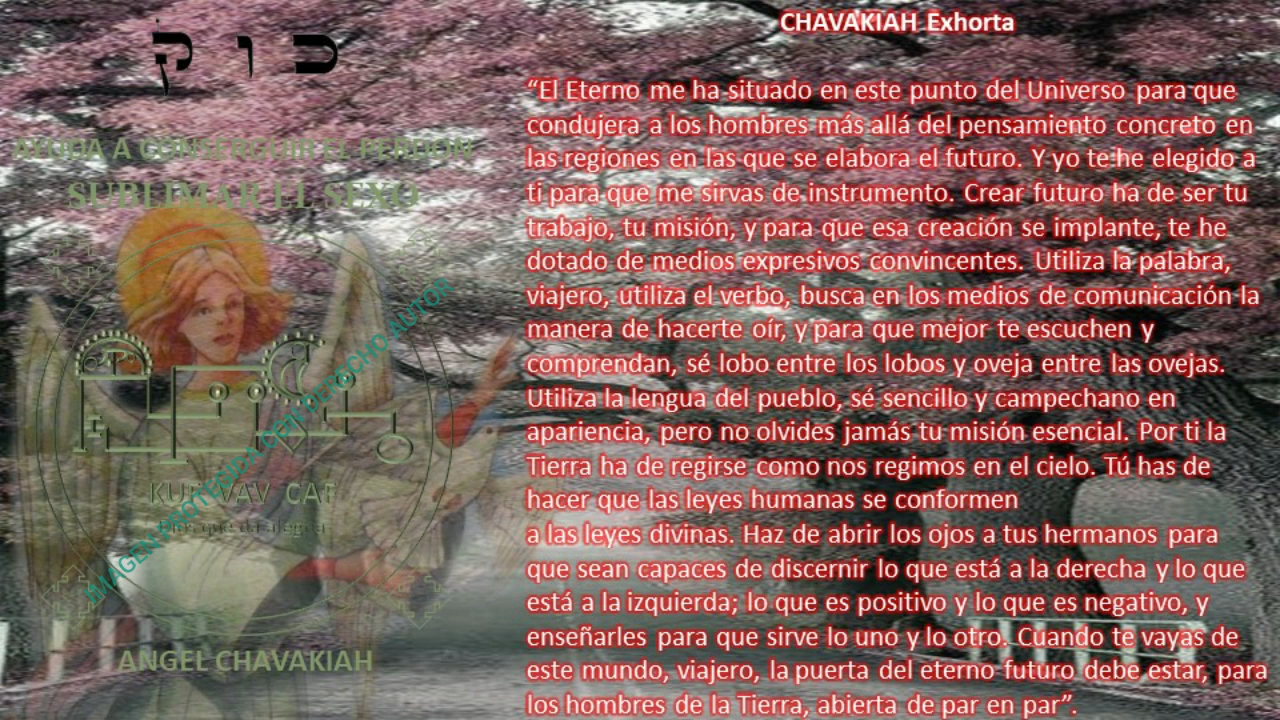 כ ו ק
AYUDA A CONSERGUIR EL PERDON
SUBLIMAR EL SEXO
KUF VAV CAF
Dios que da alegria
ANGEL CHAVAKIAH
IMAGEN PROTEGIDA CON DERECHO AUTOR
CHAVAKIAH Exhorta
“El Eterno me ha situado en este punto del Universo para que
condujera a los hombres más allá del pensamiento concreto en
las regiones en las que se elabora el futuro. Y yo te he elegido a
ti para que me sirvas de instrumento. Crear futuro ha de ser tu
trabajo, tu misión, y para que esa creación se implante, te he
dotado de medios expresivos convincentes. Utiliza la palabra,
viajero, utiliza el verbo, busca en los medios de comunicación la
manera de hacerte oír, y para que mejor te escuchen y
comprendan, sé lobo entre los lobos y oveja entre las ovejas.
Utiliza la lengua del pueblo, sé sencillo y campechano en
apariencia, pero no olvides jamás tu misión esencial. Por ti la
Tierra ha de regirse como nos regimos en el cielo. Tú has de
hacer que las leyes humanas se conformen
a las leyes divinas. Haz de abrir los ojos a tus hermanos para
que sean capaces de discernir lo que está a la derecha y lo que
está a la izquierda; lo que es positivo y lo que es negativo, y
enseñarles para que sirve lo uno y lo otro. Cuando te vayas de
este mundo, viajero, la puerta del eterno futuro debe estar, para
los hombres de la Tierra, abierta de par en par”.